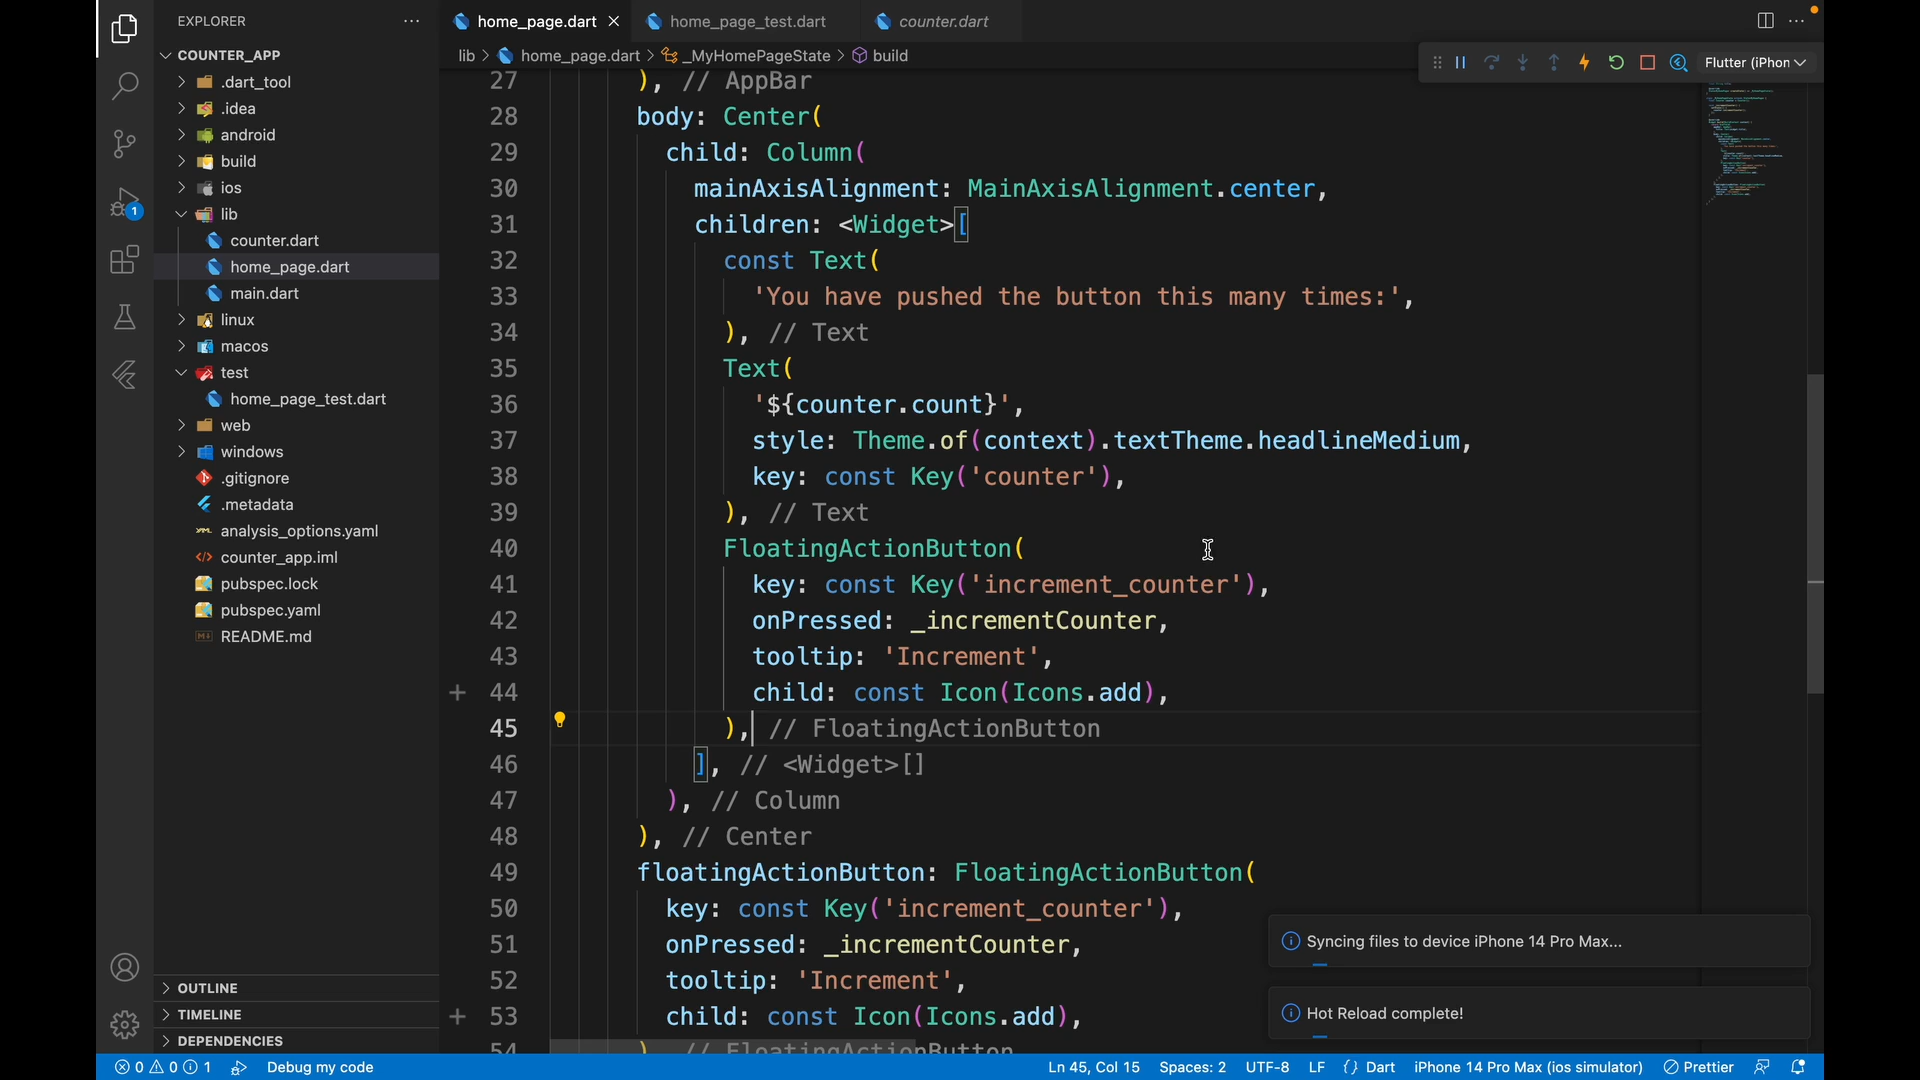 EXPLORER
COUNTER_APP
.dart_tool
.idea
android
build
ios
lib
counter.dart
home_page.dart
main.dart
linux
macos
test
home_page_test.dart
web
windows
.gitignore
.metadata
analysis_options.yaml
counter_app.iml
pubspec.lock
pubspec.yaml
README.md
OUTLINE
TIMELINE
DEPENDENCIES
1
home_page.dart
home_page_test.dart
counter.dart
lib > home_page.dart > _MyHomePageState > build
Flutter (iPhon
27 ), // AppBar
28 body: Center(
29 child: Column(
30 mainAxisAlignment: MainAxisAlignment.center,
31 children: <Widget>[
32 const Text(
33 'You have pushed the button this many times:',
34 ), // Text
35 Text(
36 '${counter.count}',
37 style: Theme.of(context).textTheme.headlineMedium,
38 key: const Key('counter'),
39 ), // Text
40 FloatingActionButton(
41 key: const Key('increment_counter'),
42 onPressed: _incrementCounter,
43 tooltip: 'Increment',
44 child: const Icon(Icons.add),
45 ), // FloatingActionButton
46 ], // <Widget>[]
47 ), // Column
48 ), // Center
49 floatingActionButton: FloatingActionButton(
50 key: const Key('increment_counter'),
51 onPressed: _incrementCounter,
52 tooltip: 'Increment',
53 child: const Icon(Icons.add),
54 ) // FloatingActionButton
Syncing files to device iPhone 14 Pro Max...
Hot Reload complete!
0 0 1 Debug my code Ln 45, Col 15 Spaces: 2 UTF-8 LF {} Dart iPhone 14 Pro Max (ios simulator) Prettier